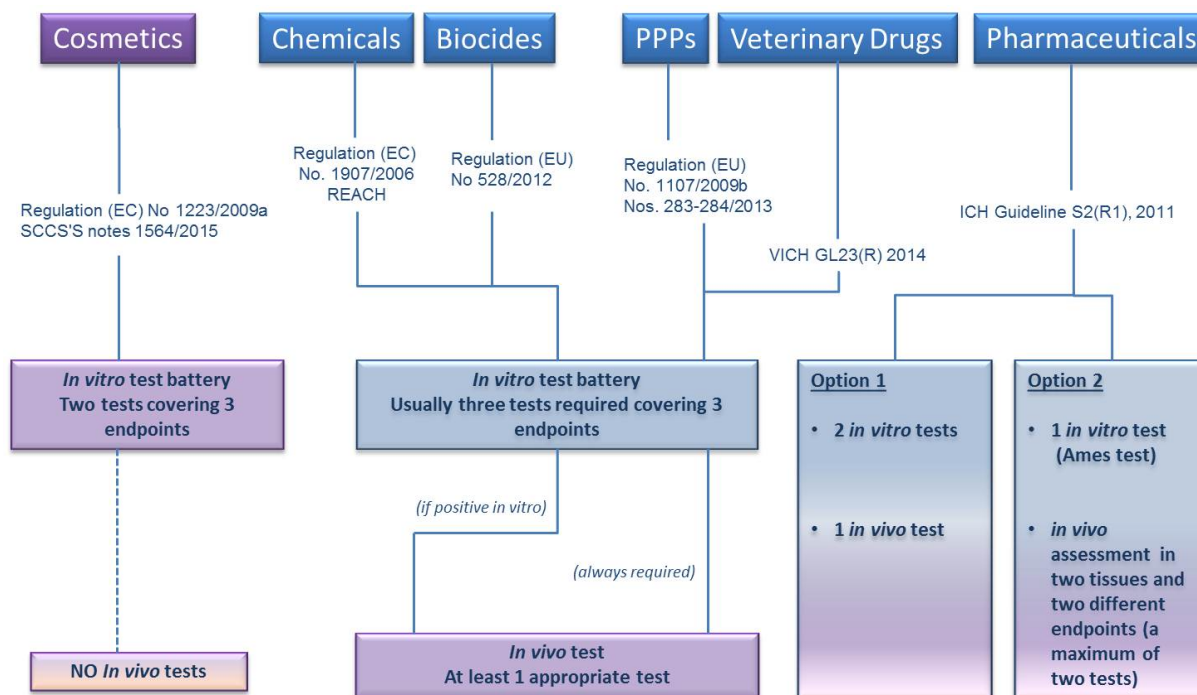 Cosmetics
Chemicals
Biocides
PPPs
Veterinary Drugs
Pharmaceuticals
Regulation (EC) No 1223/2009a
SCCS'S notes 1564/2015
Regulation (EC)
No. 1907/2006
REACH
Regulation (EU)
No 528/2012
Regulation (EU)
No. 1107/2009b
Nos. 283-284/2013
VICH GL23(R) 2014
ICH Guideline S2(R1), 2011
In vitro test battery
Two tests covering 3
endpoints
In vitro test battery
Usually three tests required covering 3
endpoints
Option 1
• 2 in vitro tests
• 1 in vivo test
Option 2
• 1 in vitro test
(Ames test)
• in vivo
assessment in
two tissues and
two different
endpoints (a
maximum of
two tests)
(if positive in vitro)
(always required)
NO In vivo tests
In vivo test
At least 1 appropriate test